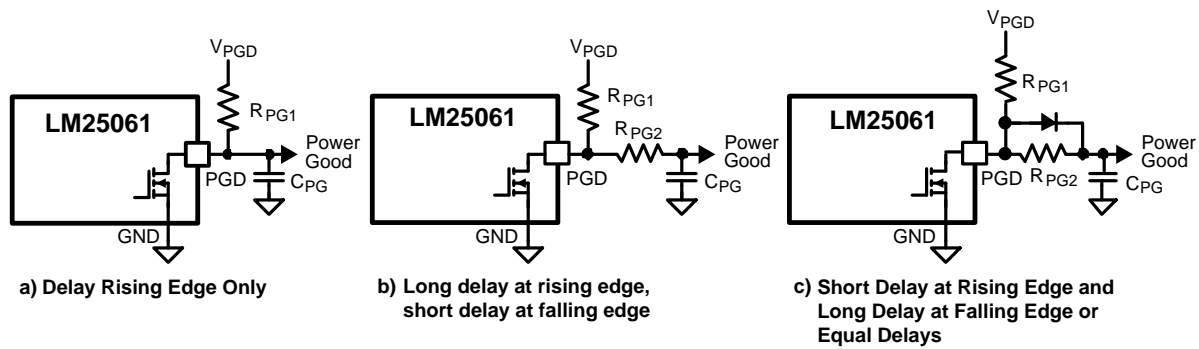 VPGD
LM25061
RPG1
PGD
CPG
Power
Good
GND
a) Delay Rising Edge Only
VPGD
LM25061
RPG1
RPG2
PGD
CPG
Power
Good
GND
b) Long delay at rising edge,
short delay at falling edge
VPGD
LM25061
RPG1
PGD
RPG2
CPG
Power
Good
GND
c) Short Delay at Rising Edge and
Long Delay at Falling Edge or
Equal Delays